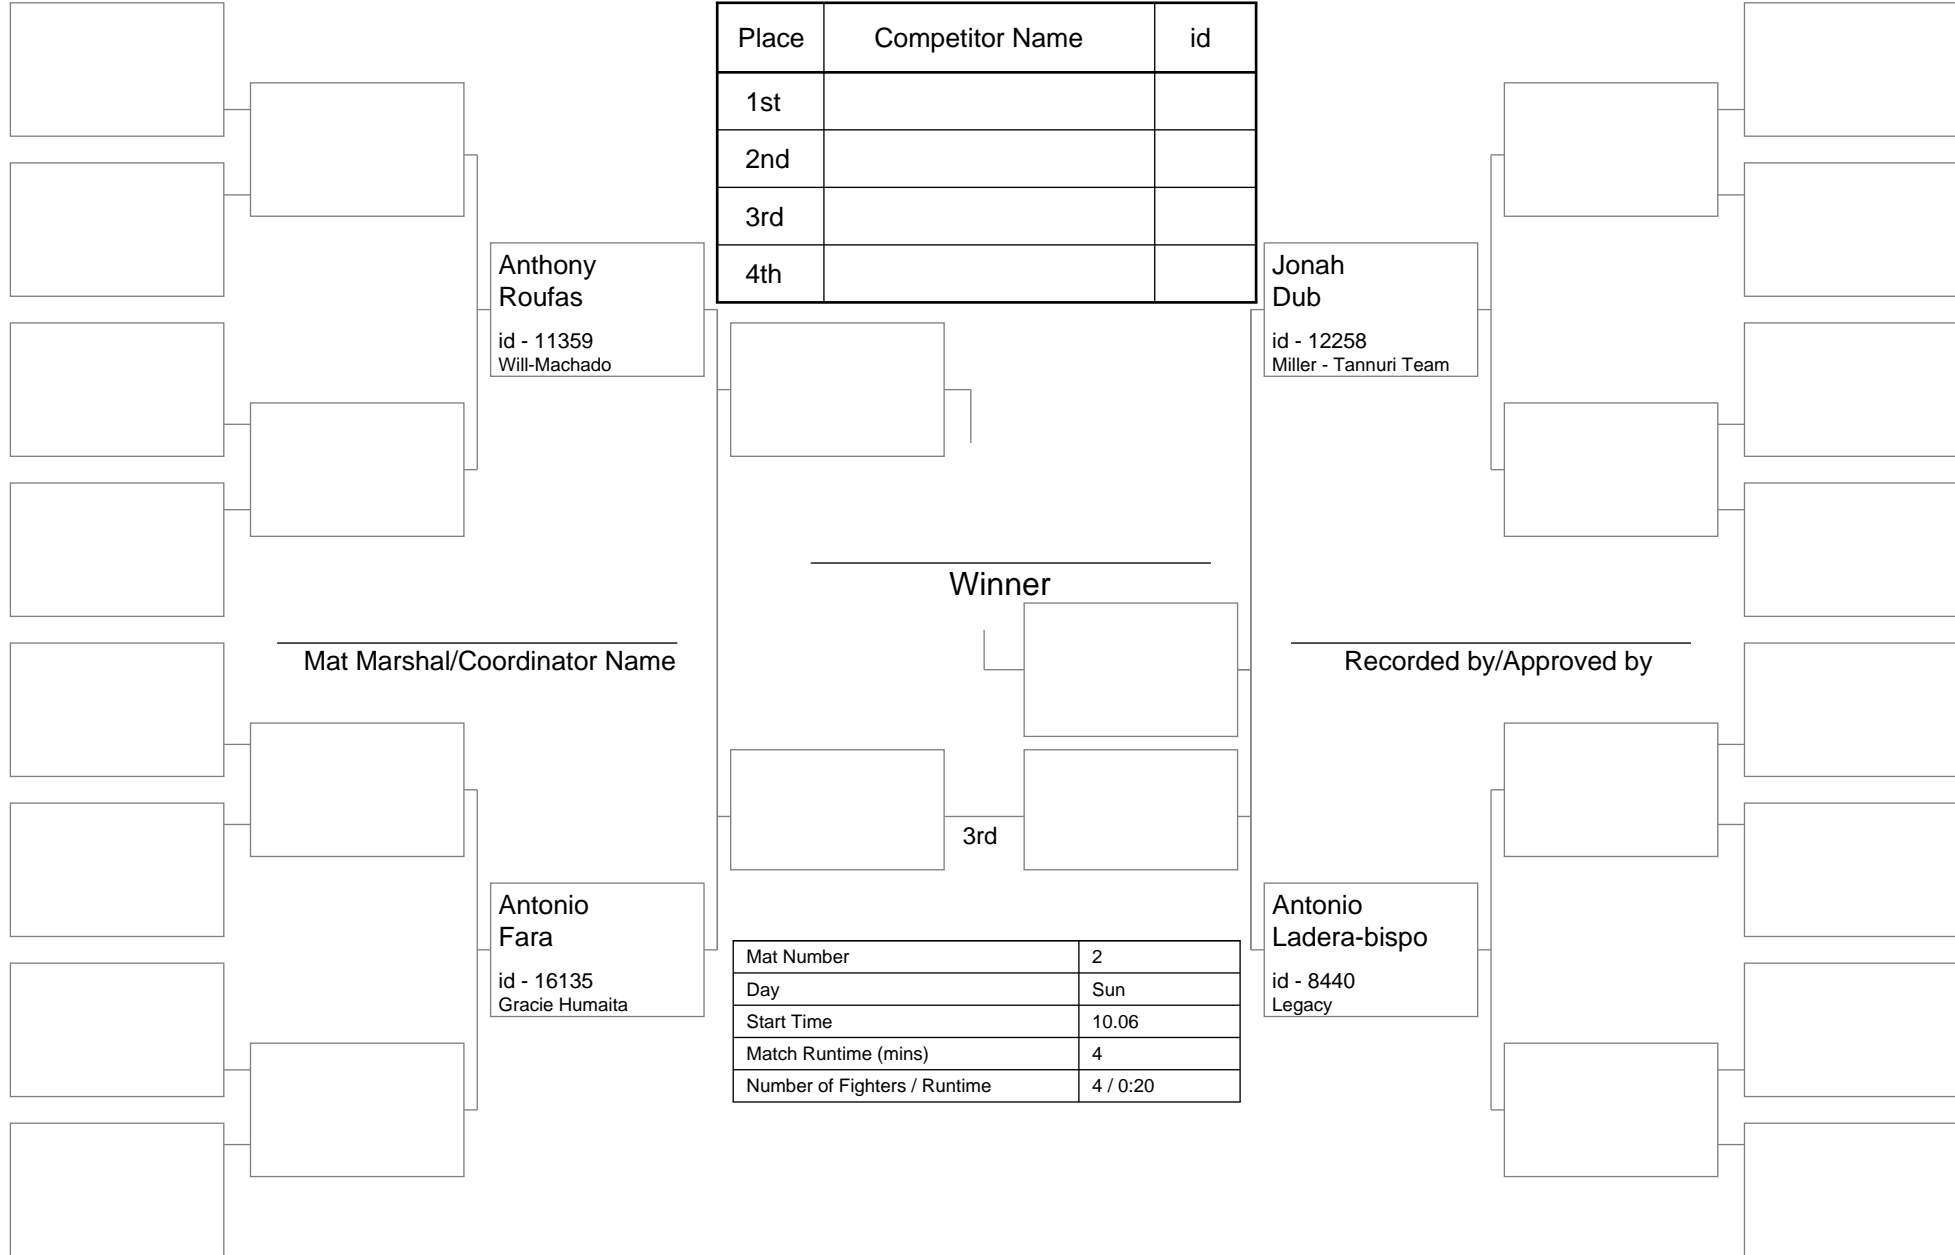 Place Competitor Name id
1st
2nd
3rd
4th
Anthony
Roufas
id - 11359
Will-Machado
Jonah
Dub
id - 12258
Miller - Tannuri Team
Winner
Mat Marshal/Coordinator Name
Recorded by/Approved by
3rd
Antonio
Fara
id - 16135
Gracie Humaita
Antonio
Ladera-bispo
id - 8440
Legacy
Mat Number 2
Day Sun
Start Time 10.06
Match Runtime (mins) 4
Number of Fighters / Runtime 4 / 0:20